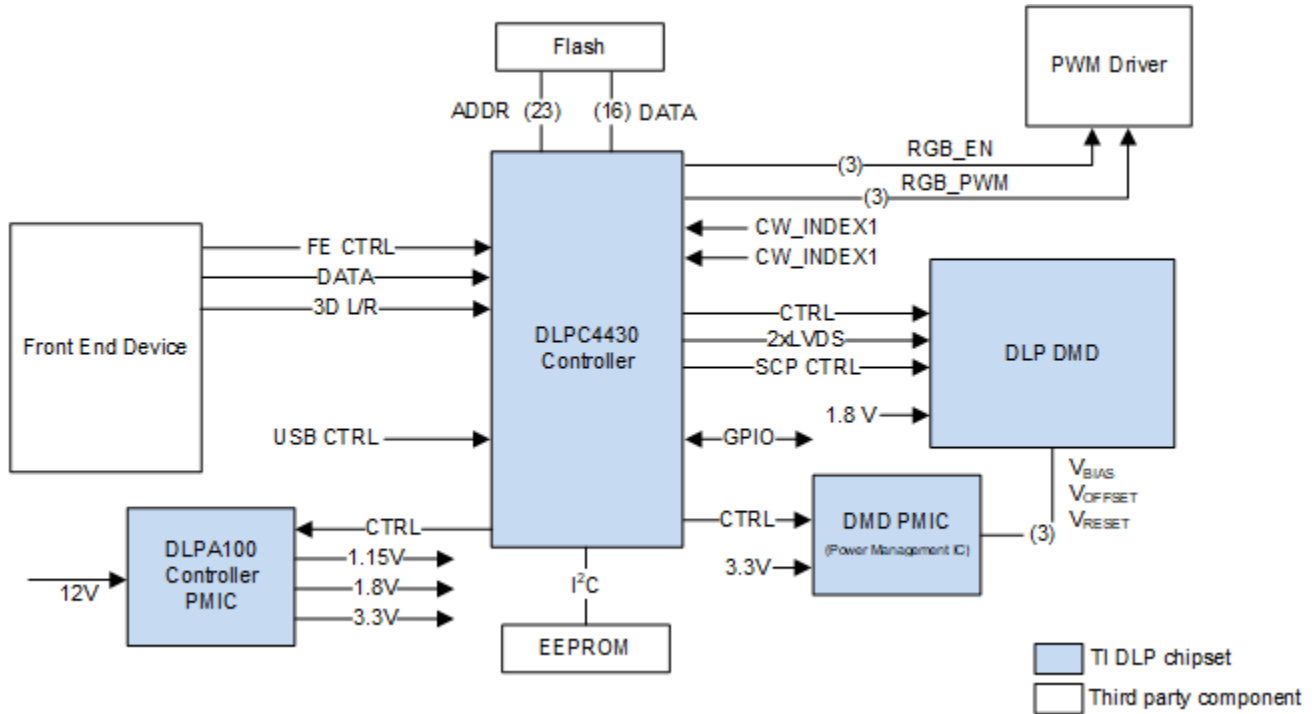 Flash
PWM Driver
ADDR (23) (16) DATA
RGB_EN
(3)
RGB_PWM
(3)
CW_INDEX1
CW_INDEX1
Front End Device
FE CTRL
DATA
3D L/R
DLPC4430
Controller
CTRL
2xLVDS
SCP CTRL
1.8 V
DLP DMD
USB CTRL
GPIO
VBIAS
VOFFSET
VRESET
(3)
CTRL
3.3V
DMD PMIC
(Power Management IC)
12V
DLPA100
Controller
PMIC
CTRL
1.15V
1.8V
3.3V
I²C
EEPROM
TI DLP chipset
Third party component